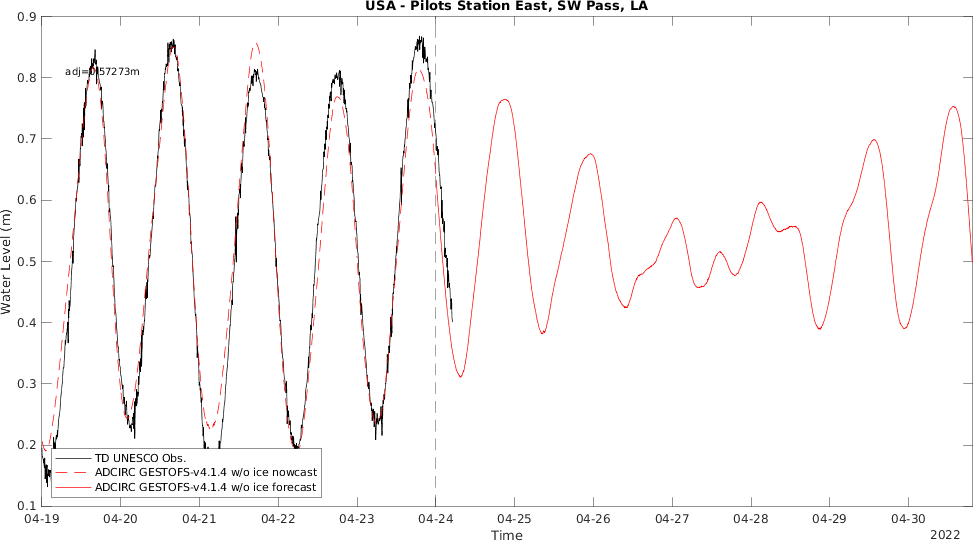 USA - Pilots Station East, SW Pass, LA
0.9
0.8
0.7
0.6
0.5
0.4
0.3
0.2
0.1
Water Level (m)
adj=0.57273m
TD UNESCO Obs.
ADCIRC GESTOFS-v4.1.4 w/o ice nowcast
ADCIRC GESTOFS-v4.1.4 w/o ice forecast
04-19 04-20 04-21 04-22 04-23 04-24 04-25 04-26 04-27 04-28 04-29 04-30
Time
2022